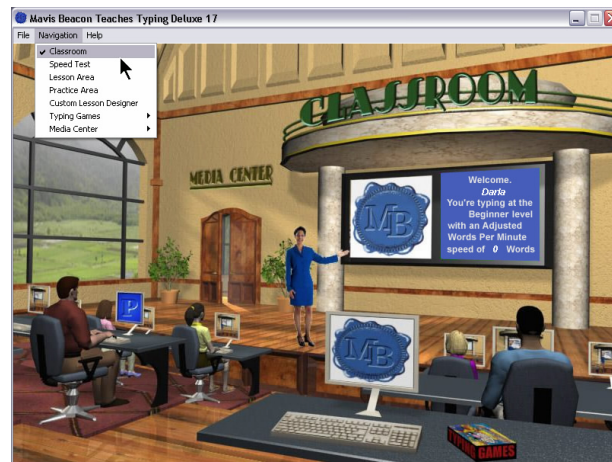 Mavis Beacon Teaches Typing Deluxe 17
File Navigation Help
Classroom
Speed Test
Lesson Area
Practice Area
Custom Lesson Designer
Typing Games
Media Center
CLASSROOM
MEDIA CENTER
MB
Welcome.
Darla
You're typing at the
Beginner level
with an Adjusted
Words Per Minute
speed of 0 Words
P
MB
TYPING GAMES